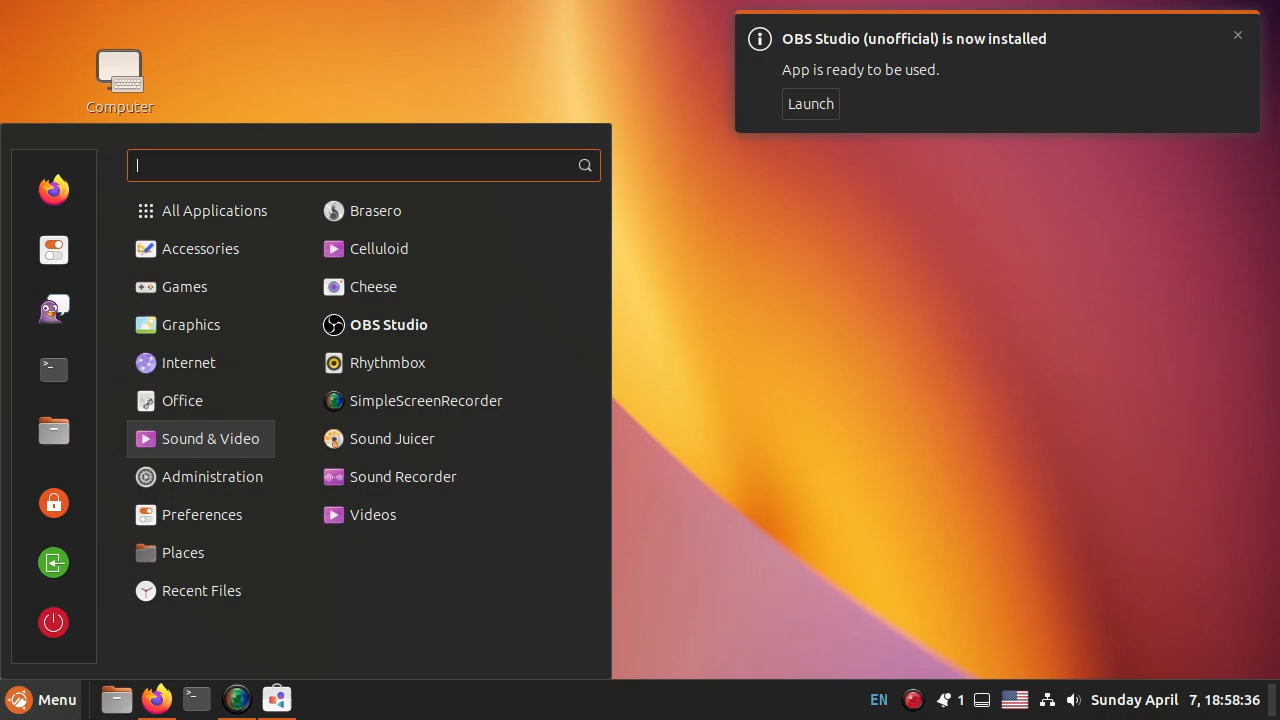 Computer
OBS Studio (unofficial) is now installed
App is ready to be used.
Launch
All Applications
Accessories
Games
Graphics
Internet
Office
Sound & Video
Administration
Preferences
Places
Recent Files
Brasero
Celluloid
Cheese
OBS Studio
Rhythmbox
SimpleScreenRecorder
Sound Juicer
Sound Recorder
Videos
Menu
EN
1
Sunday April 7, 18:58:36